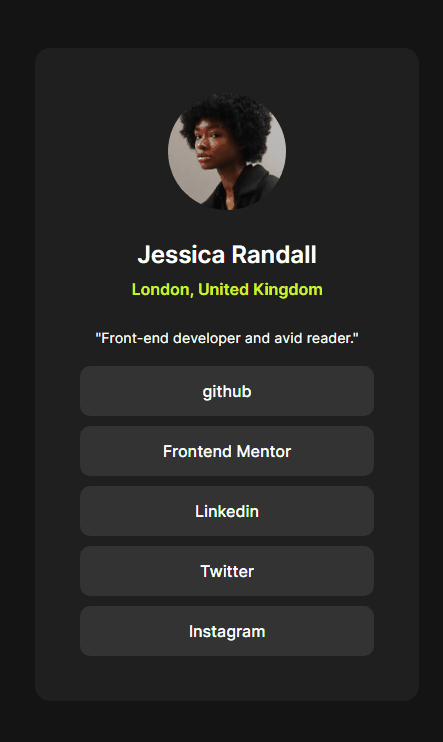 Jessica Randall
London, United Kingdom
"Front-end developer and avid reader."
github
Frontend Mentor
Linkedin
Twitter
Instagram